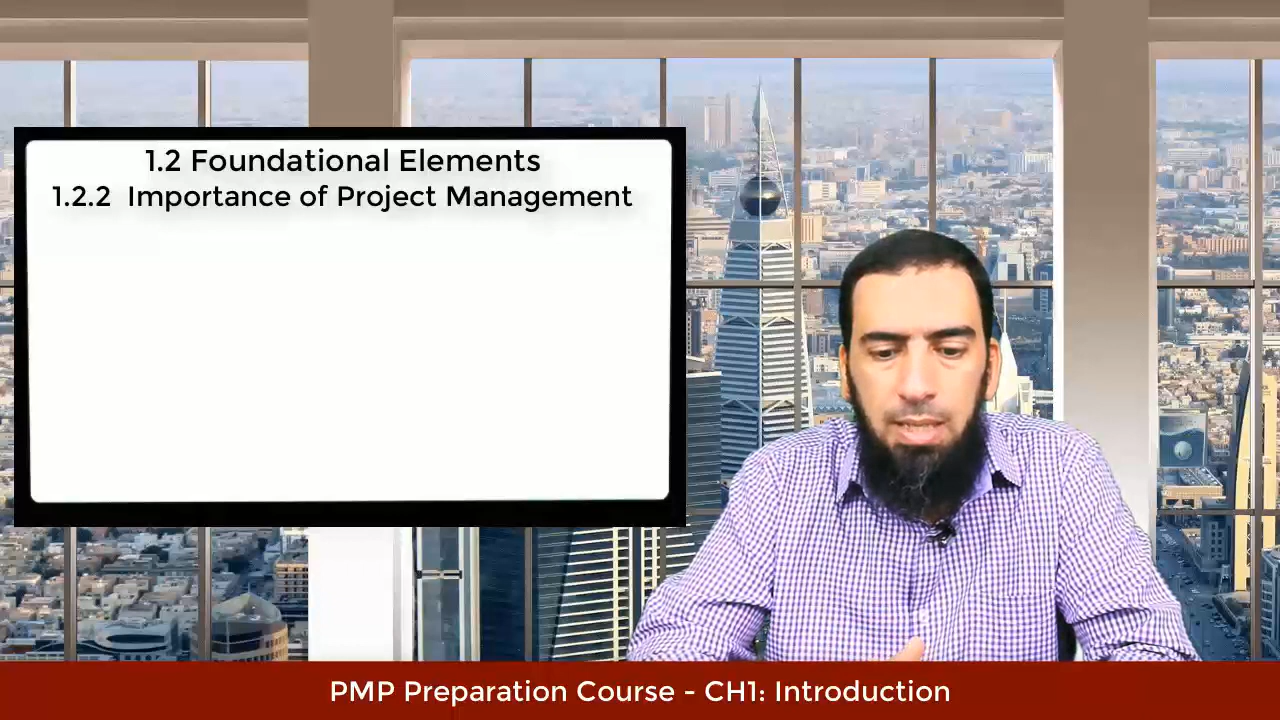 1.2 Foundational Elements
1.2.2 Importance of Project Management
PMP Preparation Course - CH1: Introduction